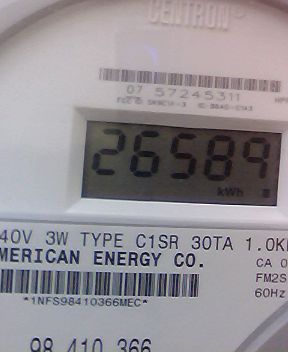 CENTRON®
07 57245311
26589
kWh
40V 3W TYPE C1SR 30TA 1.0K
MERICAN ENERGY CO.
CA 0
FM2S
*1NFS98410366MEC*
60Hz
98 410 366